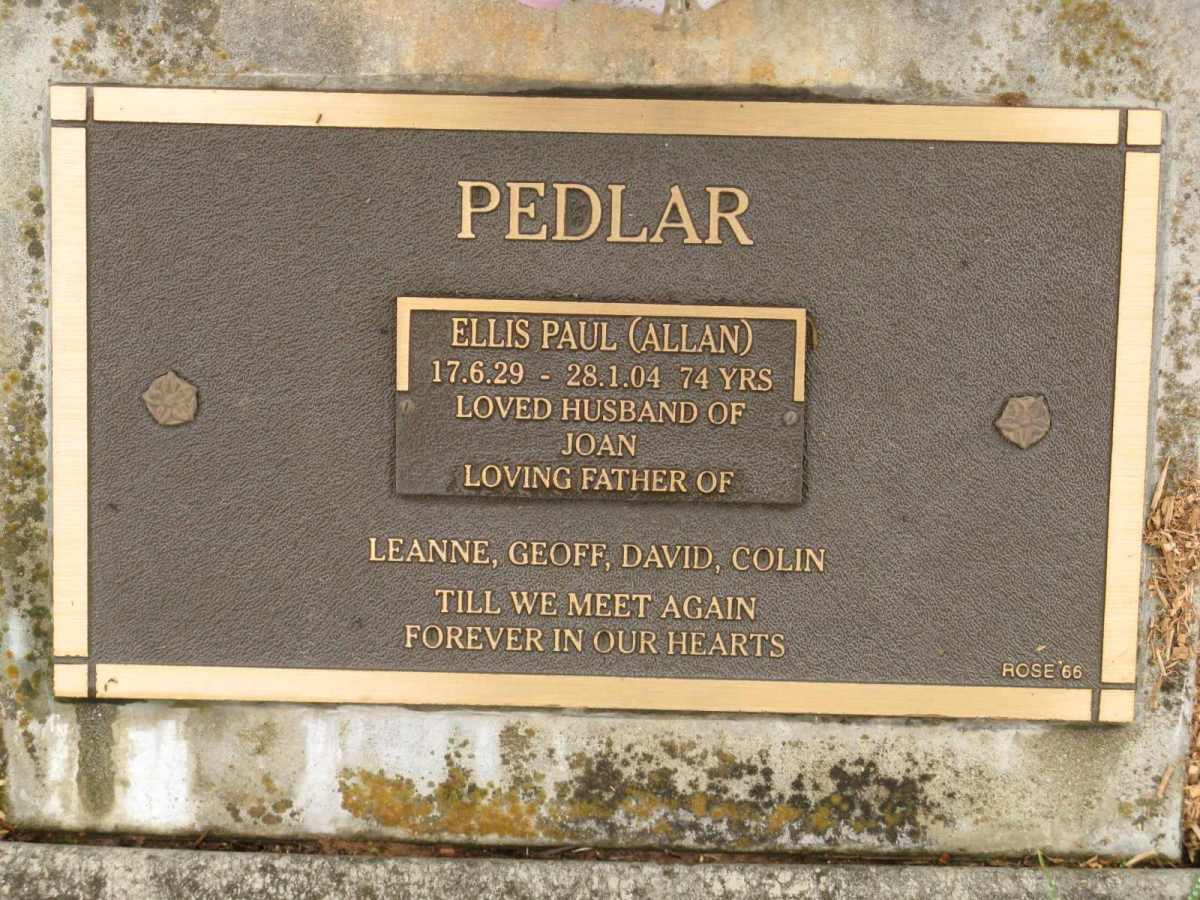 PEDLAR
ELLIS PAUL (ALLAN)
17.6.29 - 28.1.04 74 YRS
LOVED HUSBAND OF
JOAN
LOVING FATHER OF
LEANNE, GEOFF, DAVID, COLIN
TILL WE MEET AGAIN
FOREVER IN OUR HEARTS
ROSE '66